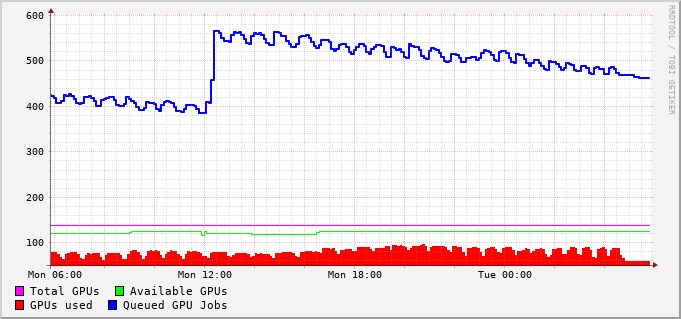 600
500
400
300
200
100
Mon 06:00 Mon 12:00 Mon 18:00 Tue 00:00
Total GPUs Available GPUs
GPUs used Queued GPU Jobs
RRDTOOL / TOBI OETIKER